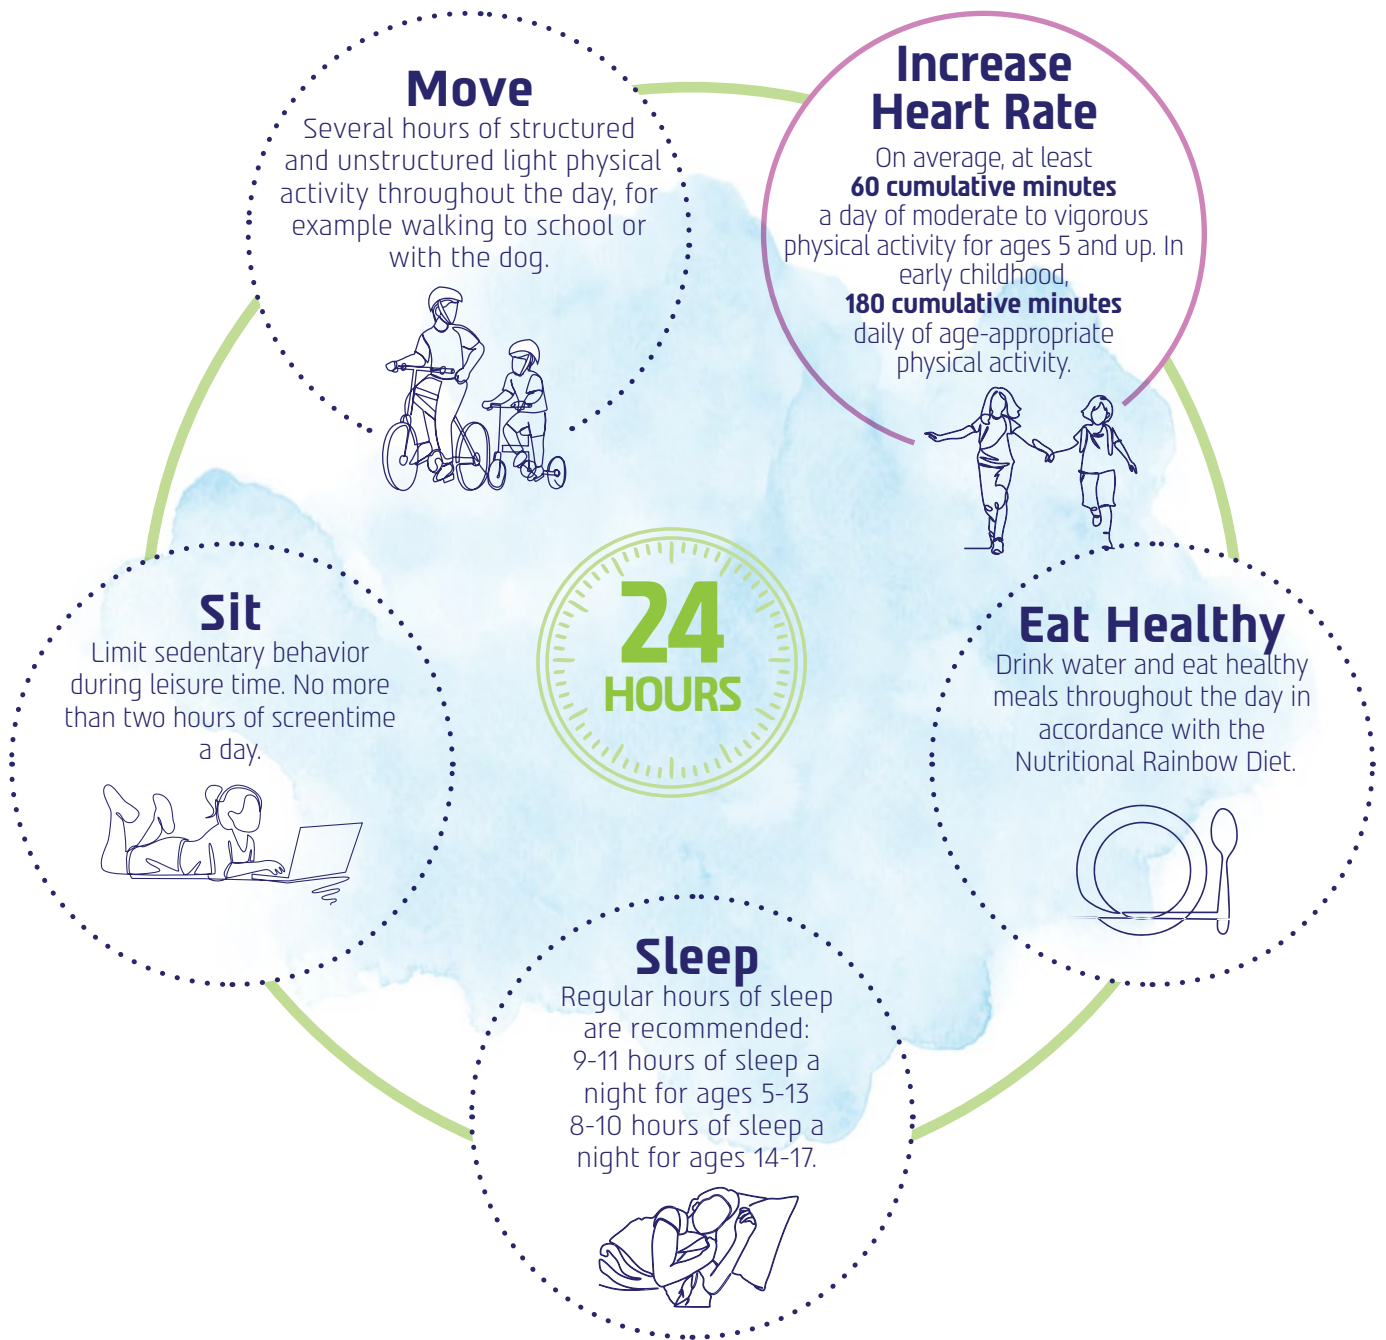 Move
Several hours of structured
and unstructured light physical
activity throughout the day, for
example walking to school or
with the dog.
Increase
Heart Rate
On average, at least
60 cumulative minutes
a day of moderate to vigorous
physical activity for ages 5 and up. In
early childhood,
180 cumulative minutes
daily of age-appropriate
physical activity.
Sit
Limit sedentary behavior
during leisure time. No more
than two hours of screentime
a day.
24
HOURS
Eat Healthy
Drink water and eat healthy
meals throughout the day in
accordance with the
Nutritional Rainbow Diet.
Sleep
Regular hours of sleep
are recommended:
9-11 hours of sleep a
night for ages 5-13
8-10 hours of sleep a
night for ages 14-17.